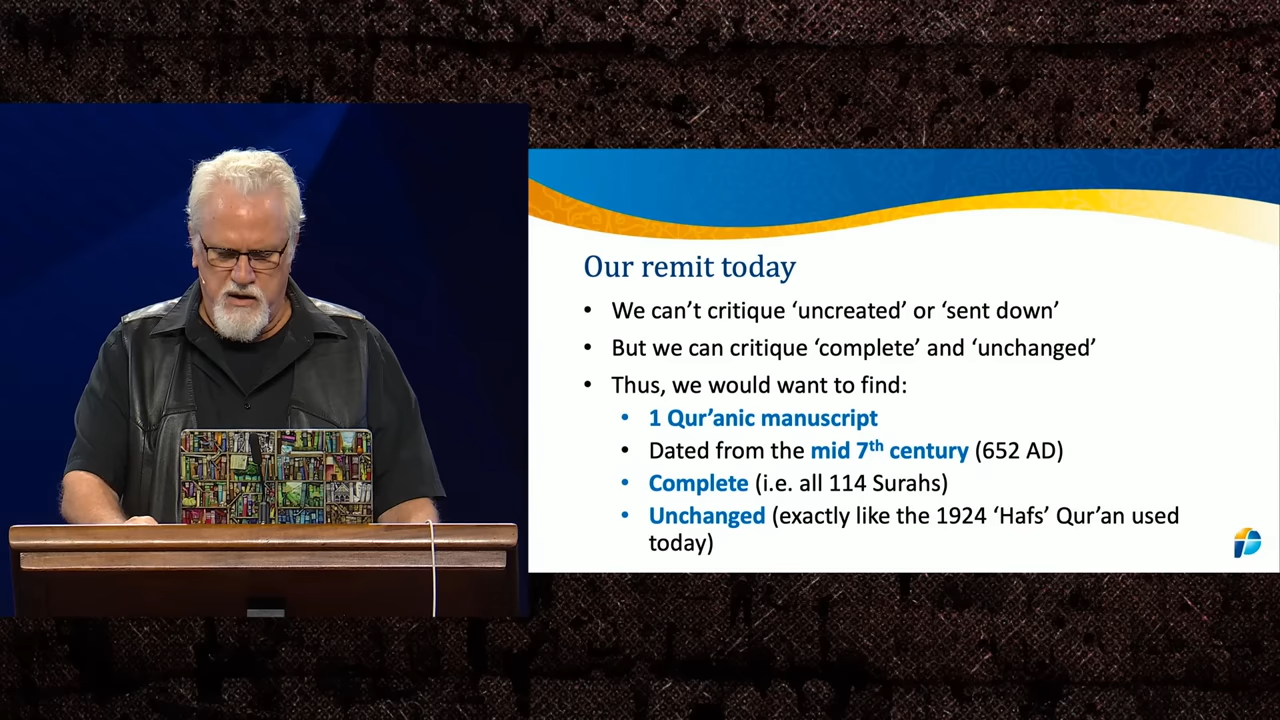 Our remit today
• We can’t critique ‘uncreated’ or ‘sent down’
• But we can critique ‘complete’ and ‘unchanged’
• Thus, we would want to find:
• 1 Qur’anic manuscript
• Dated from the mid 7th century (652 AD)
• Complete (i.e. all 114 Surahs)
• Unchanged (exactly like the 1924 ‘Hafs’ Qur’an used
today)